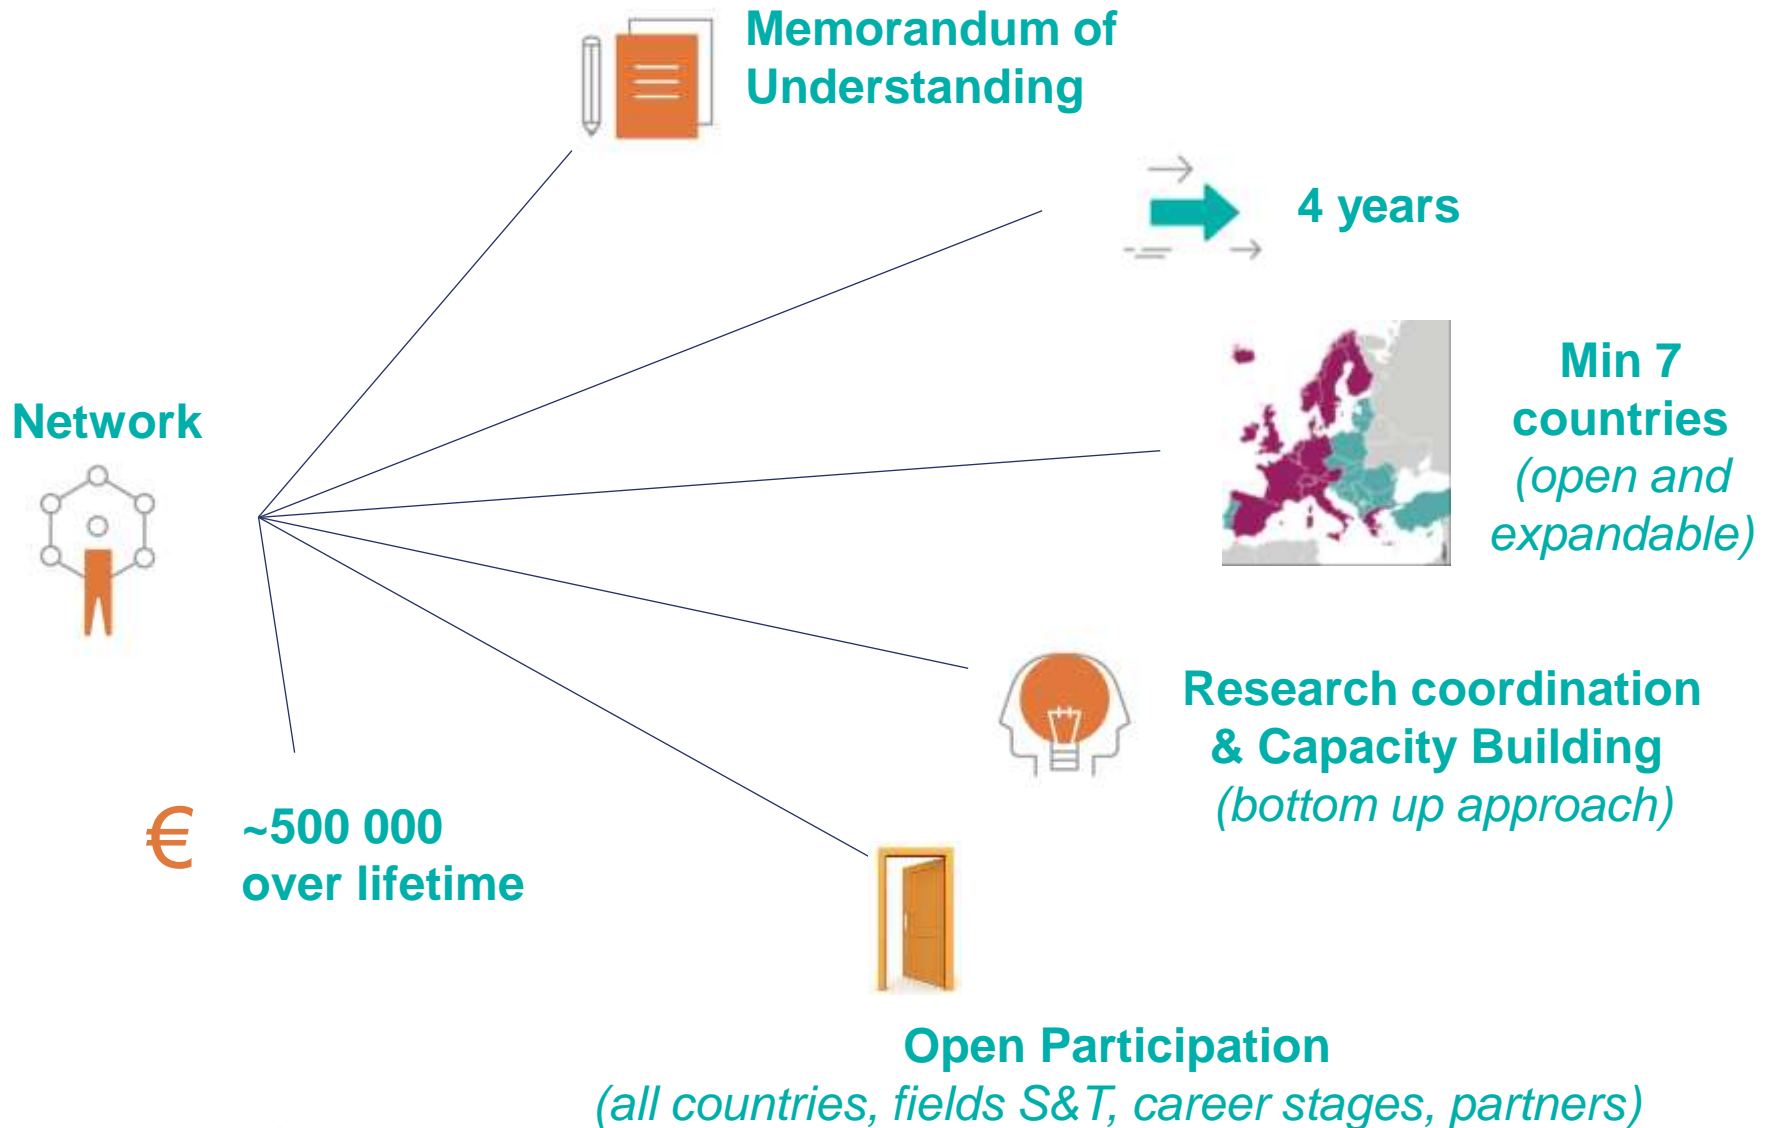 Memorandum of
Understanding
4 years
Min 7
countries
(open and
expandable)
Network
Research coordination
& Capacity Building
(bottom up approach)
€ ~500 000
over lifetime
Open Participation
(all countries, fields S&T, career stages, partners)